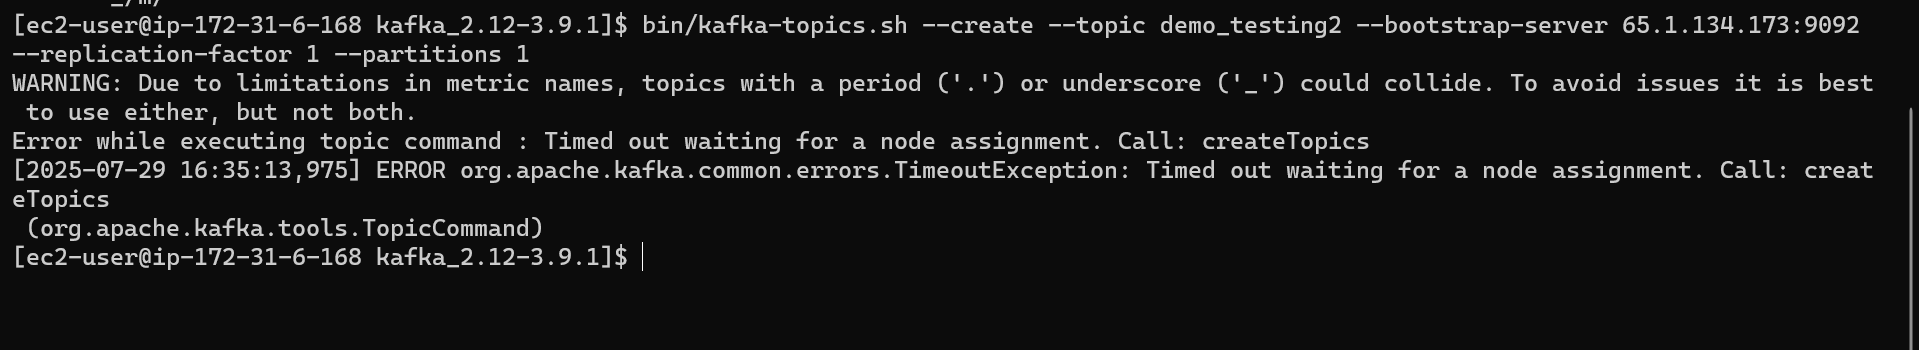 [ec2-user@ip-172-31-6-168 kafka_2.12-3.9.1]$ bin/kafka-topics.sh --create --topic demo_testing2 --bootstrap-server 65.1.134.173:9092
--replication-factor 1 --partitions 1
WARNING: Due to limitations in metric names, topics with a period ('.') or underscore ('_') could collide. To avoid issues it is best
 to use either, but not both.
Error while executing topic command : Timed out waiting for a node assignment. Call: createTopics
[2025-07-29 16:35:13,975] ERROR org.apache.kafka.common.errors.TimeoutException: Timed out waiting for a node assignment. Call: creat
eTopics
 (org.apache.kafka.tools.TopicCommand)
[ec2-user@ip-172-31-6-168 kafka_2.12-3.9.1]$